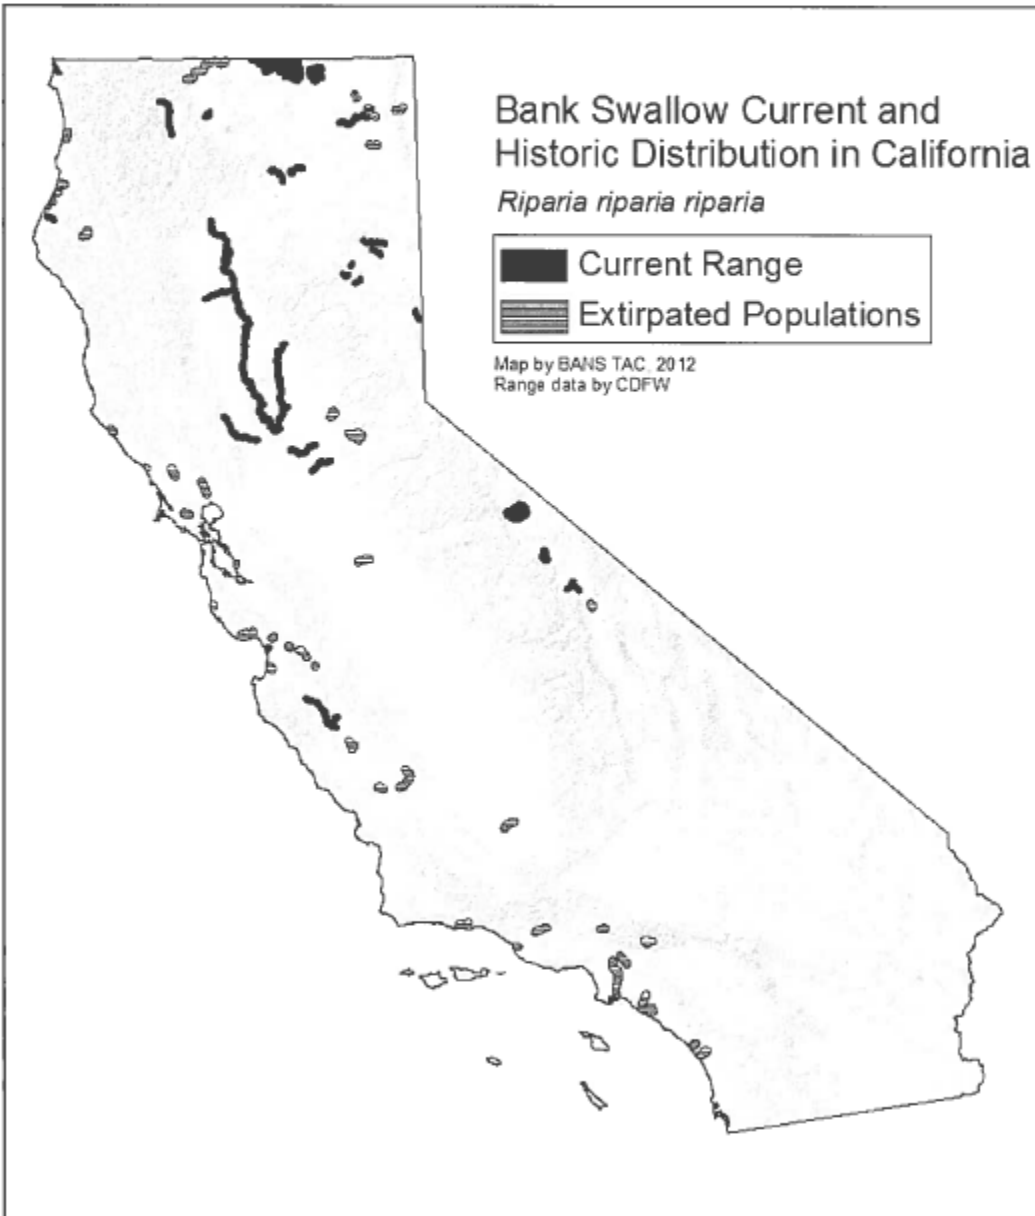 Bank Swallow Current and
Historic Distribution in California
Riparia riparia riparia
Current Range
Extirpated Populations
Map by BANS TAC, 2012
Range data by CDFW